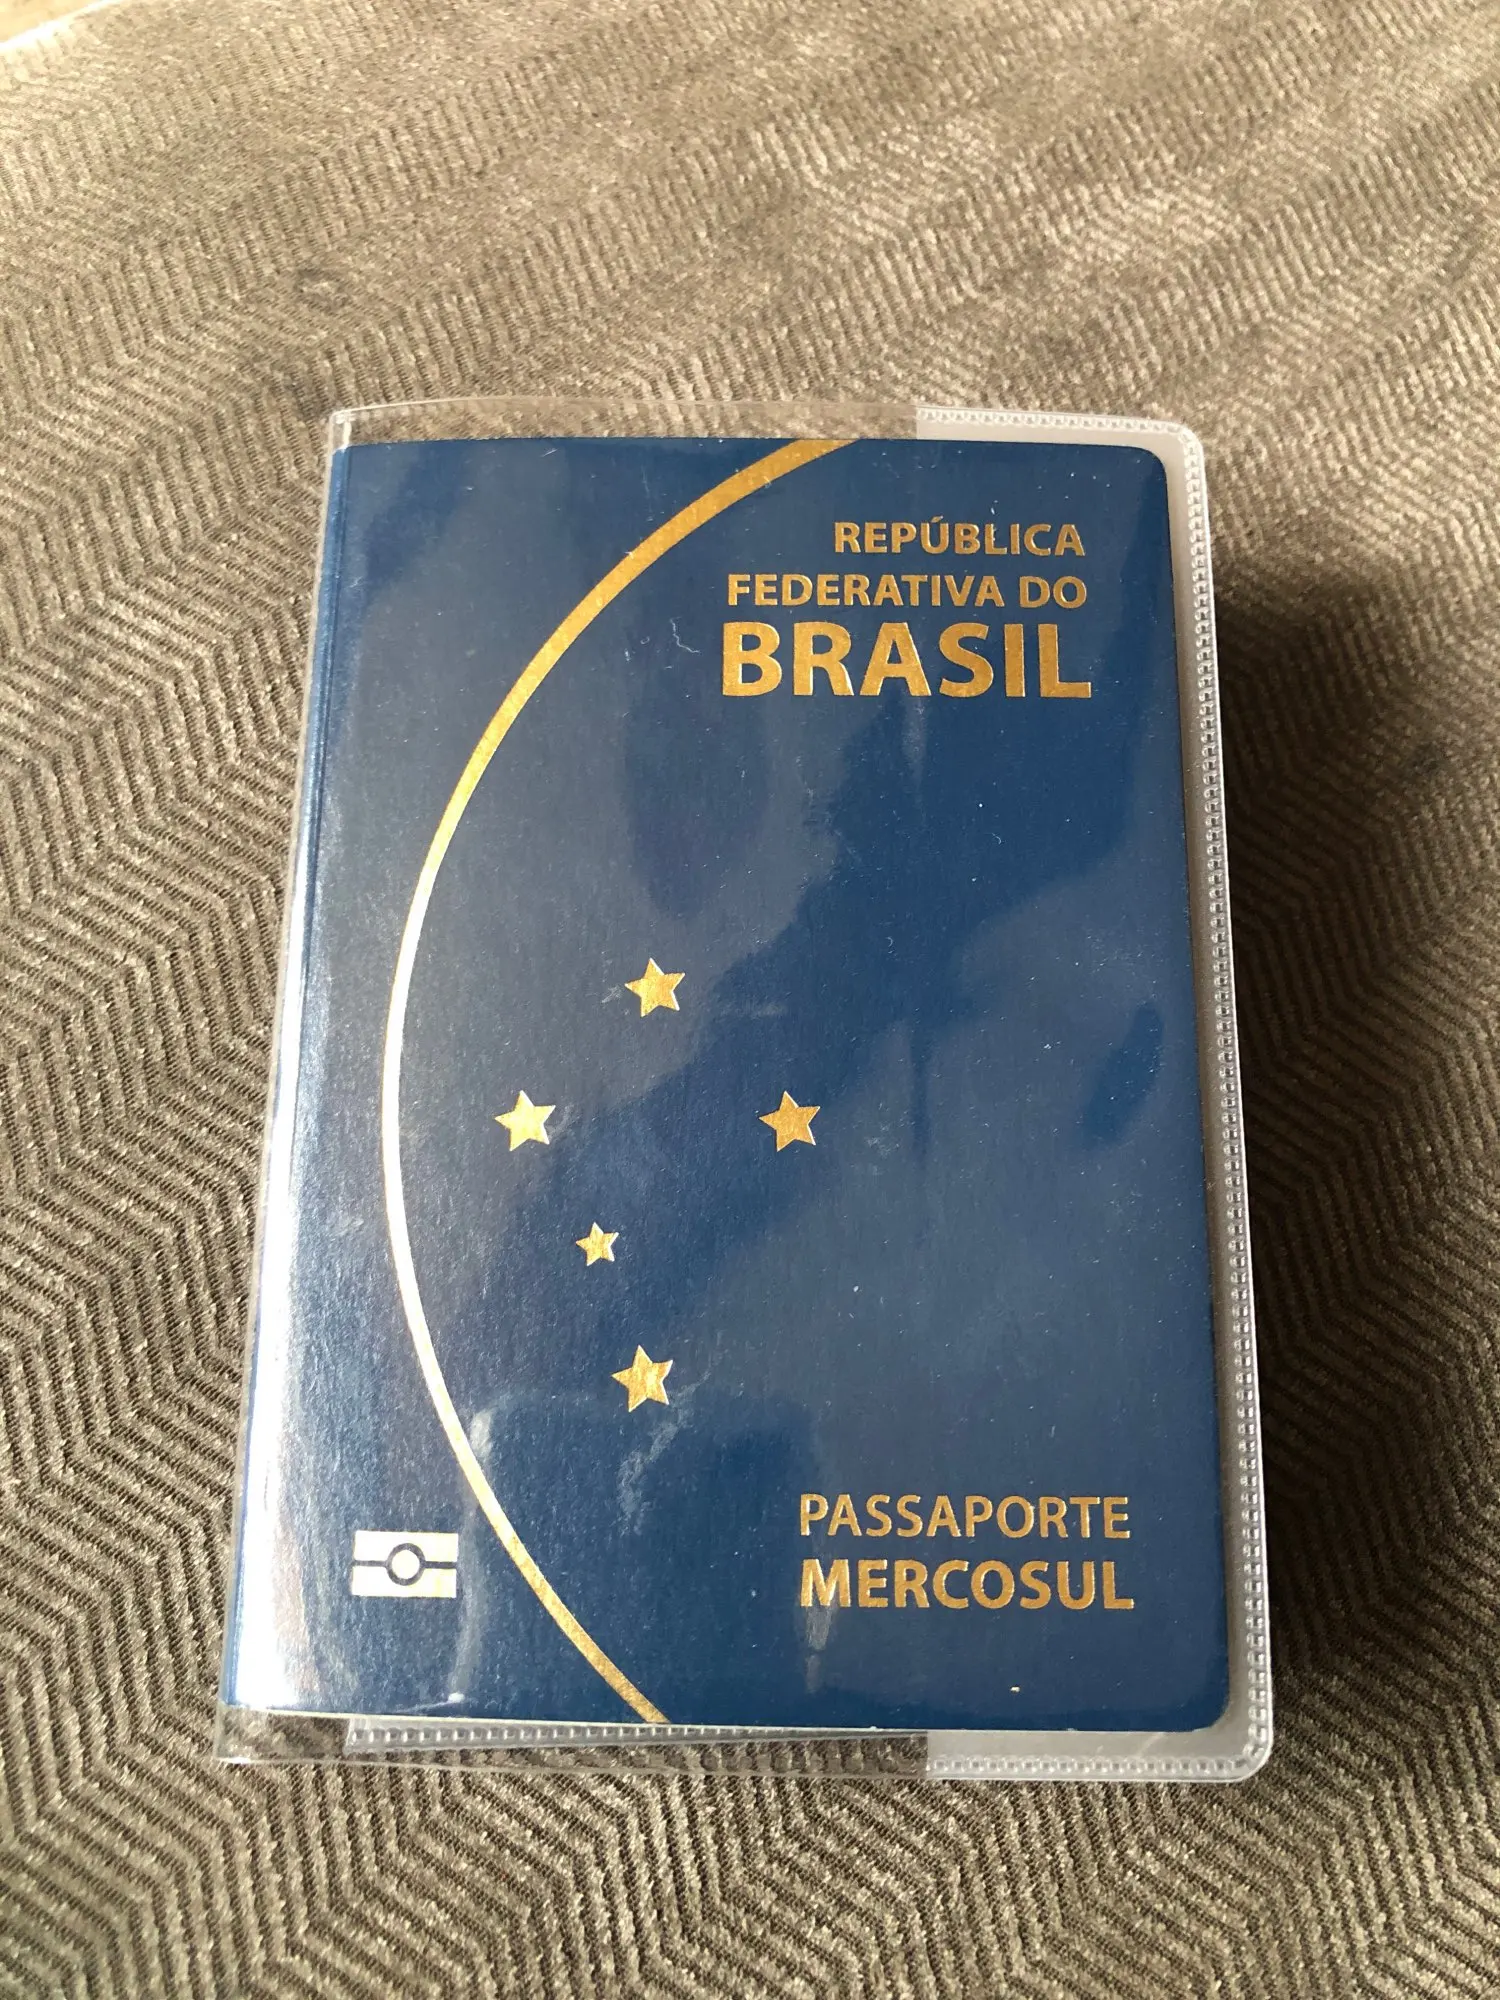 REPÚBLICA
FEDERATIVA DO
BRASIL
PASSAPORTE
MERCOSUL